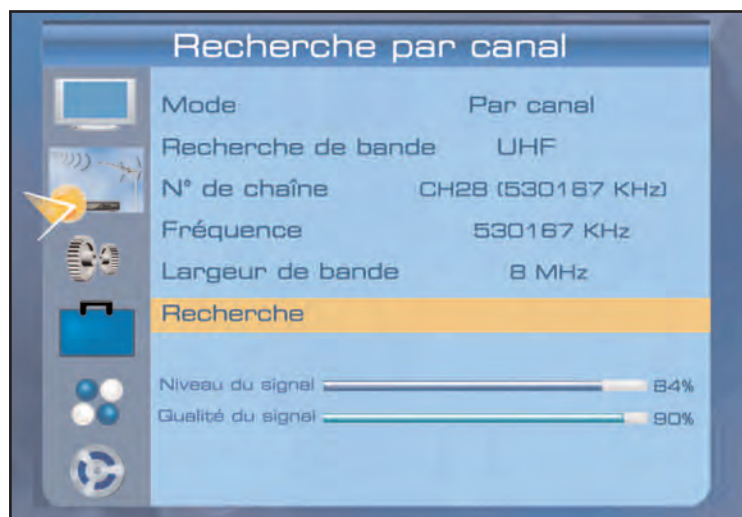 Recherche par canal
Mode Par canal
Recherche de bande UHF
N° de chaîne CH28 (530167 KHz)
Fréquence 530167 KHz
Largeur de bande 8 MHz
Recherche
Niveau du signal 84%
Qualité du signal 90%